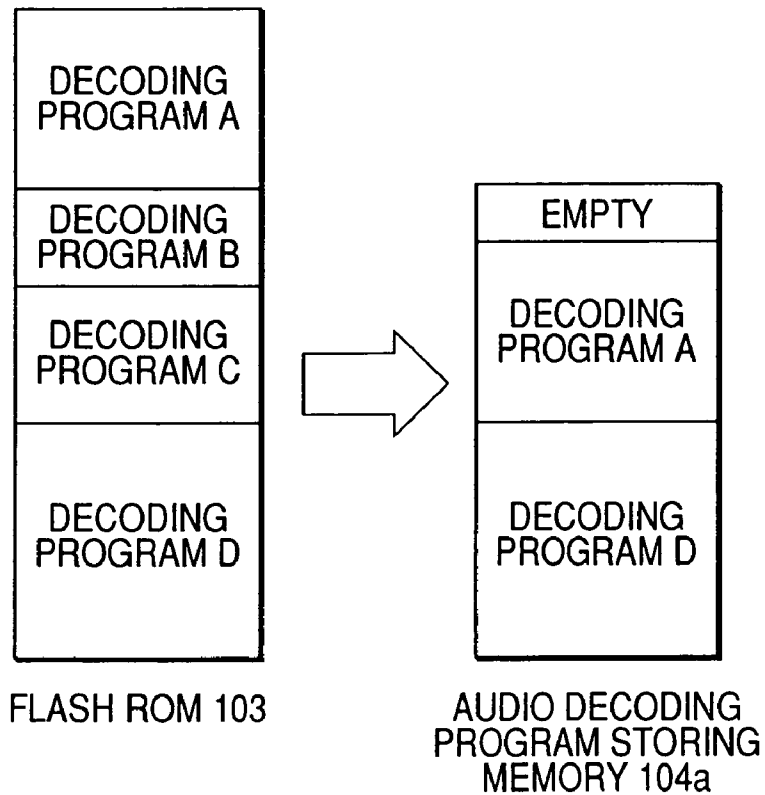 DECODING
PROGRAM A
DECODING
PROGRAM B
DECODING
PROGRAM C
DECODING
PROGRAM D
FLASH ROM 103
EMPTY
DECODING
PROGRAM A
DECODING
PROGRAM D
AUDIO DECODING
PROGRAM STORING
MEMORY 104a